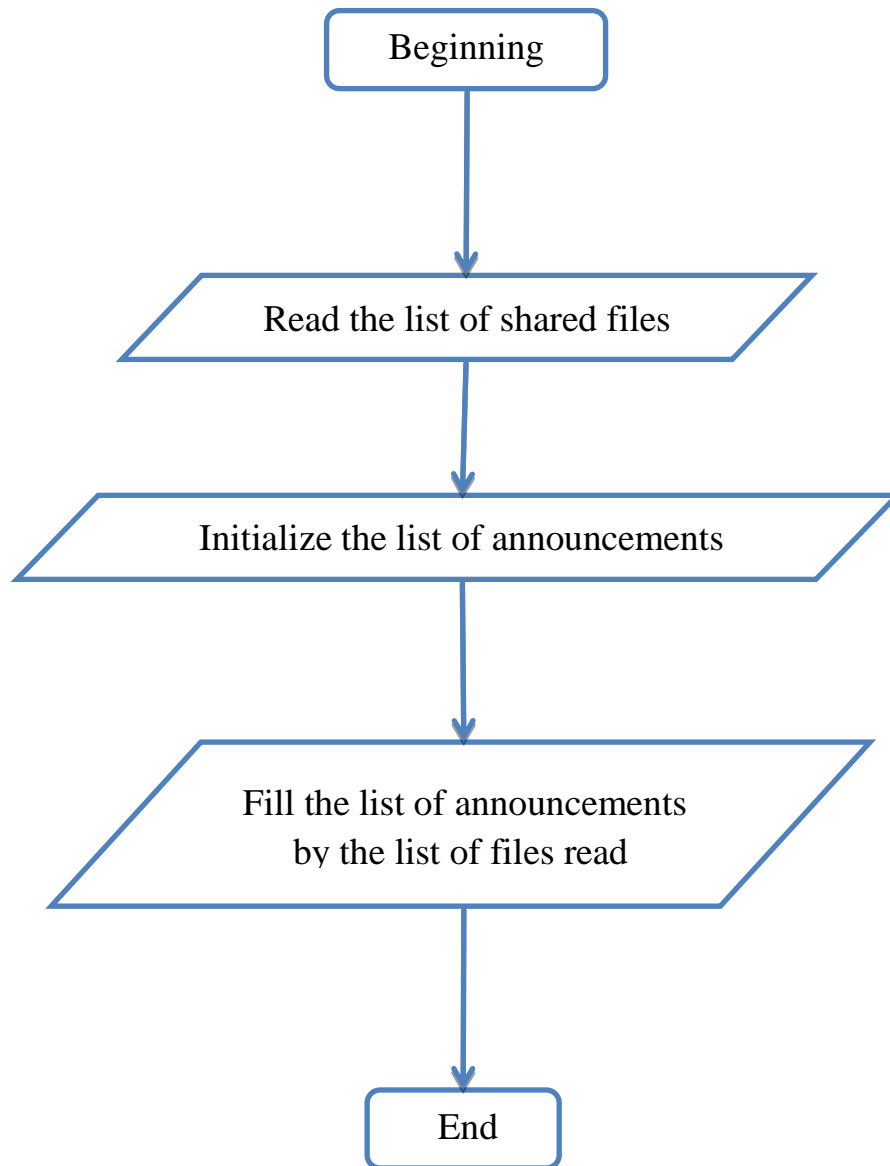 Beginning
Read the list of shared files
Initialize the list of announcements
Fill the list of announcements
by the list of files read
End